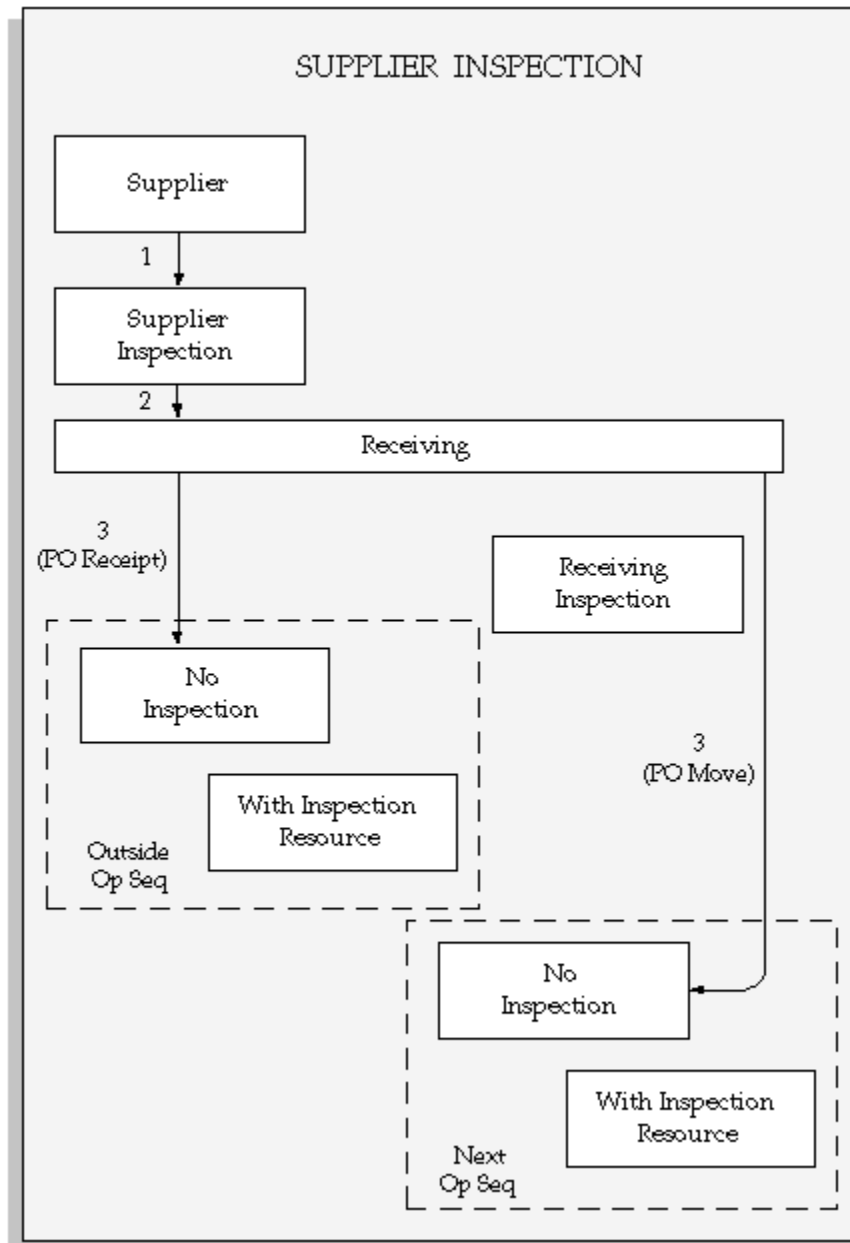 SUPPLIER INSPECTION
Supplier
1
Supplier
Inspection
2
Receiving
3
(PO Receipt)
Receiving
Inspection
No
Inspection
3
(PO Move)
With Inspection
Resource
Outside
Op Seq
No
Inspection
With Inspection
Resource
Next
Op Seq